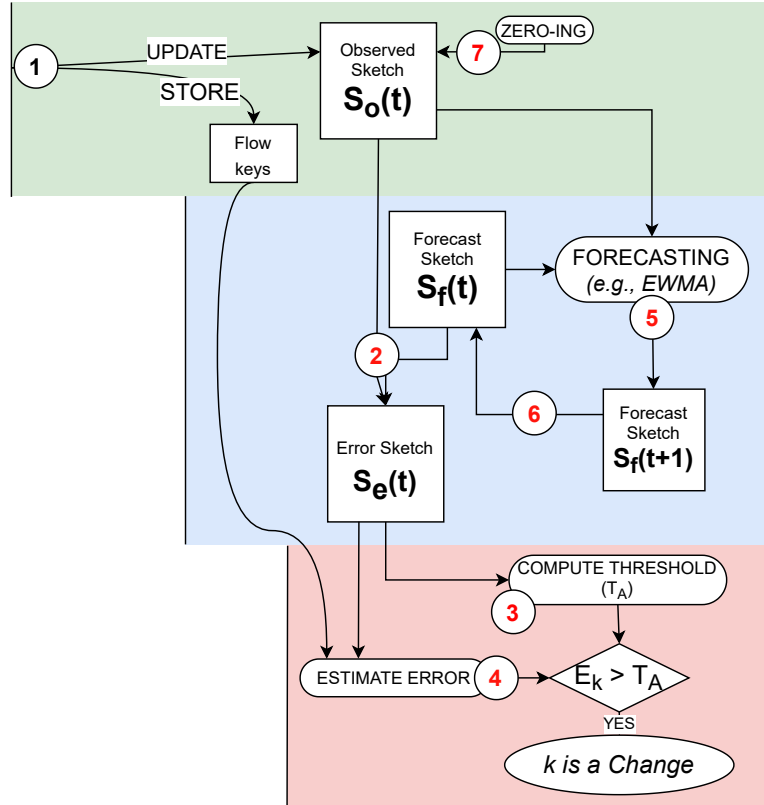 1
UPDATE
STORE
Observed
Sketch
So(t)
7
ZERO-ING
Flow
keys
Forecast
Sketch
Sf(t)
FORECASTING
(e.g., EWMA)
5
2
6
Forecast
Sketch
Sf(t+1)
Error Sketch
Se(t)
COMPUTE THRESHOLD
(TA)
3
ESTIMATE ERROR
4
Ek > TA
YES
k is a Change